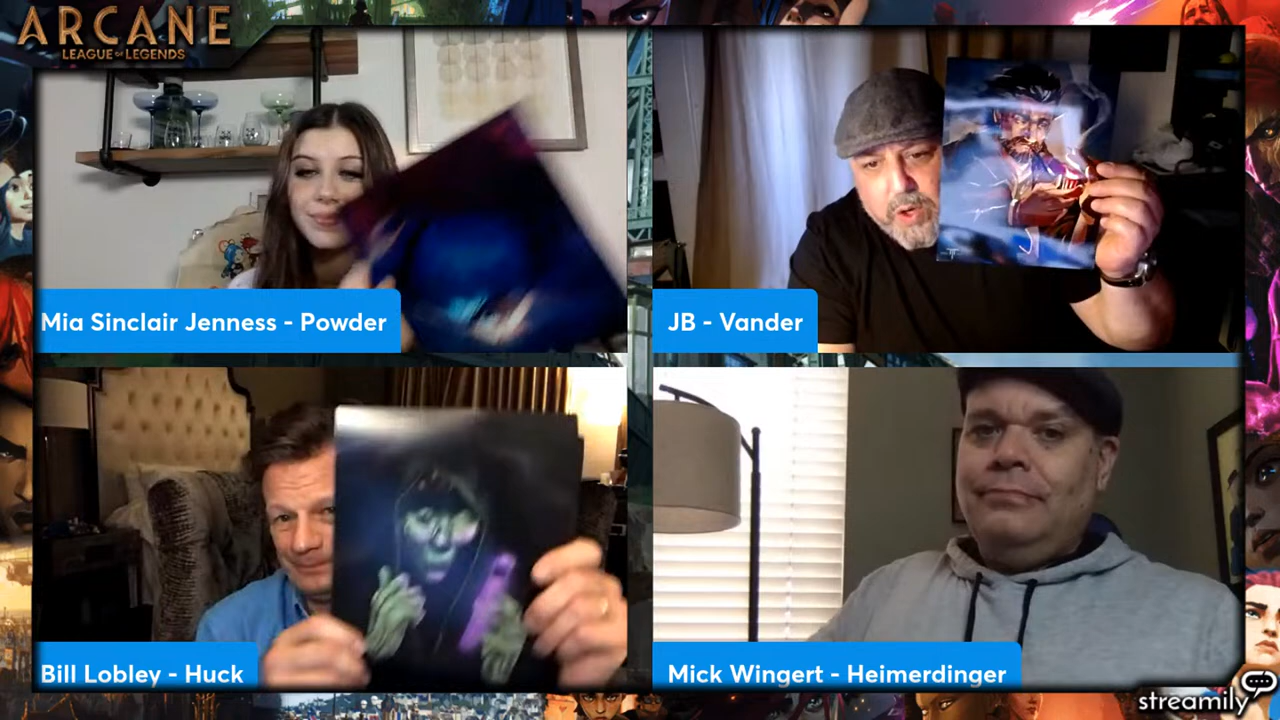 ARCANE
LEAGUE OF LEGENDS
Mia Sinclair Jenness - Powder
JB - Vander
Bill Lobley - Huck
Mick Wingert - Heimerdinger
streamily